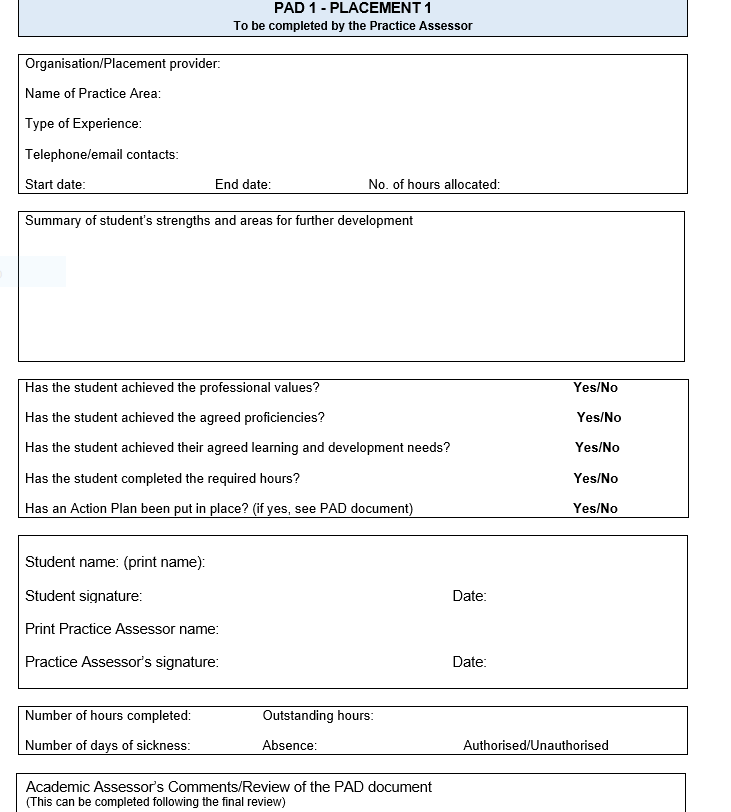 PAD 1 - PLACEMENT 1
To be completed by the Practice Assessor
Organisation/Placement provider:
Name of Practice Area:
Type of Experience:
Telephone/email contacts:
Start date: End date: No. of hours allocated:
Summary of student's strengths and areas for further development
Has the student achieved the professional values? Yes/No
Has the student achieved the agreed proficiencies? Yes/No
Has the student achieved their agreed learning and development needs? Yes/No
Has the student completed the required hours? Yes/No
Has an Action Plan been put in place? (if yes, see PAD document) Yes/No
Student name: (print name):
Student signature: Date:
Print Practice Assessor name:
Practice Assessor's signature: Date:
Number of hours completed: Outstanding hours:
Number of days of sickness: Absence: Authorised/Unauthorised
Academic Assessor's Comments/Review of the PAD document
(This can be completed following the final review)